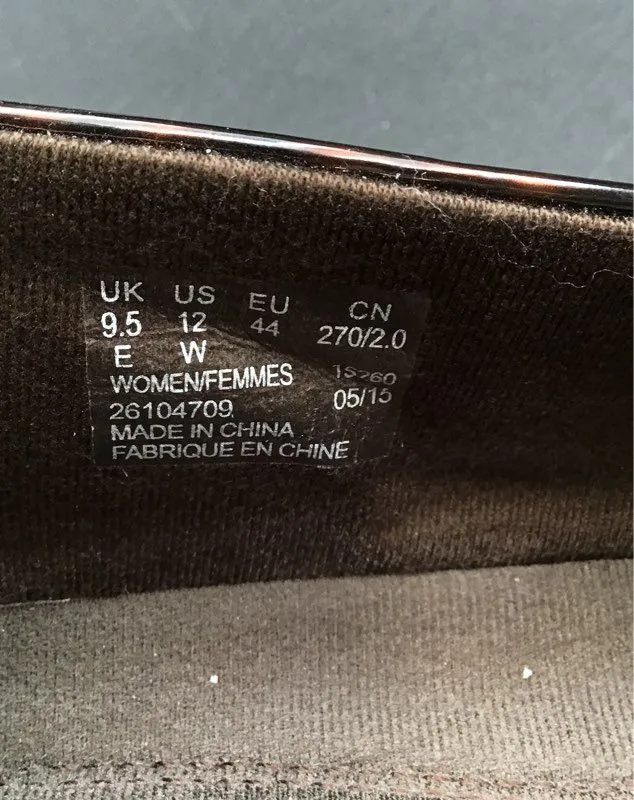 UK US EU CN
9.5 12 44 270/2.0
E W
WOMEN/FEMMES 1S260
26104709 05/15
MADE IN CHINA
FABRIQUE EN CHINE